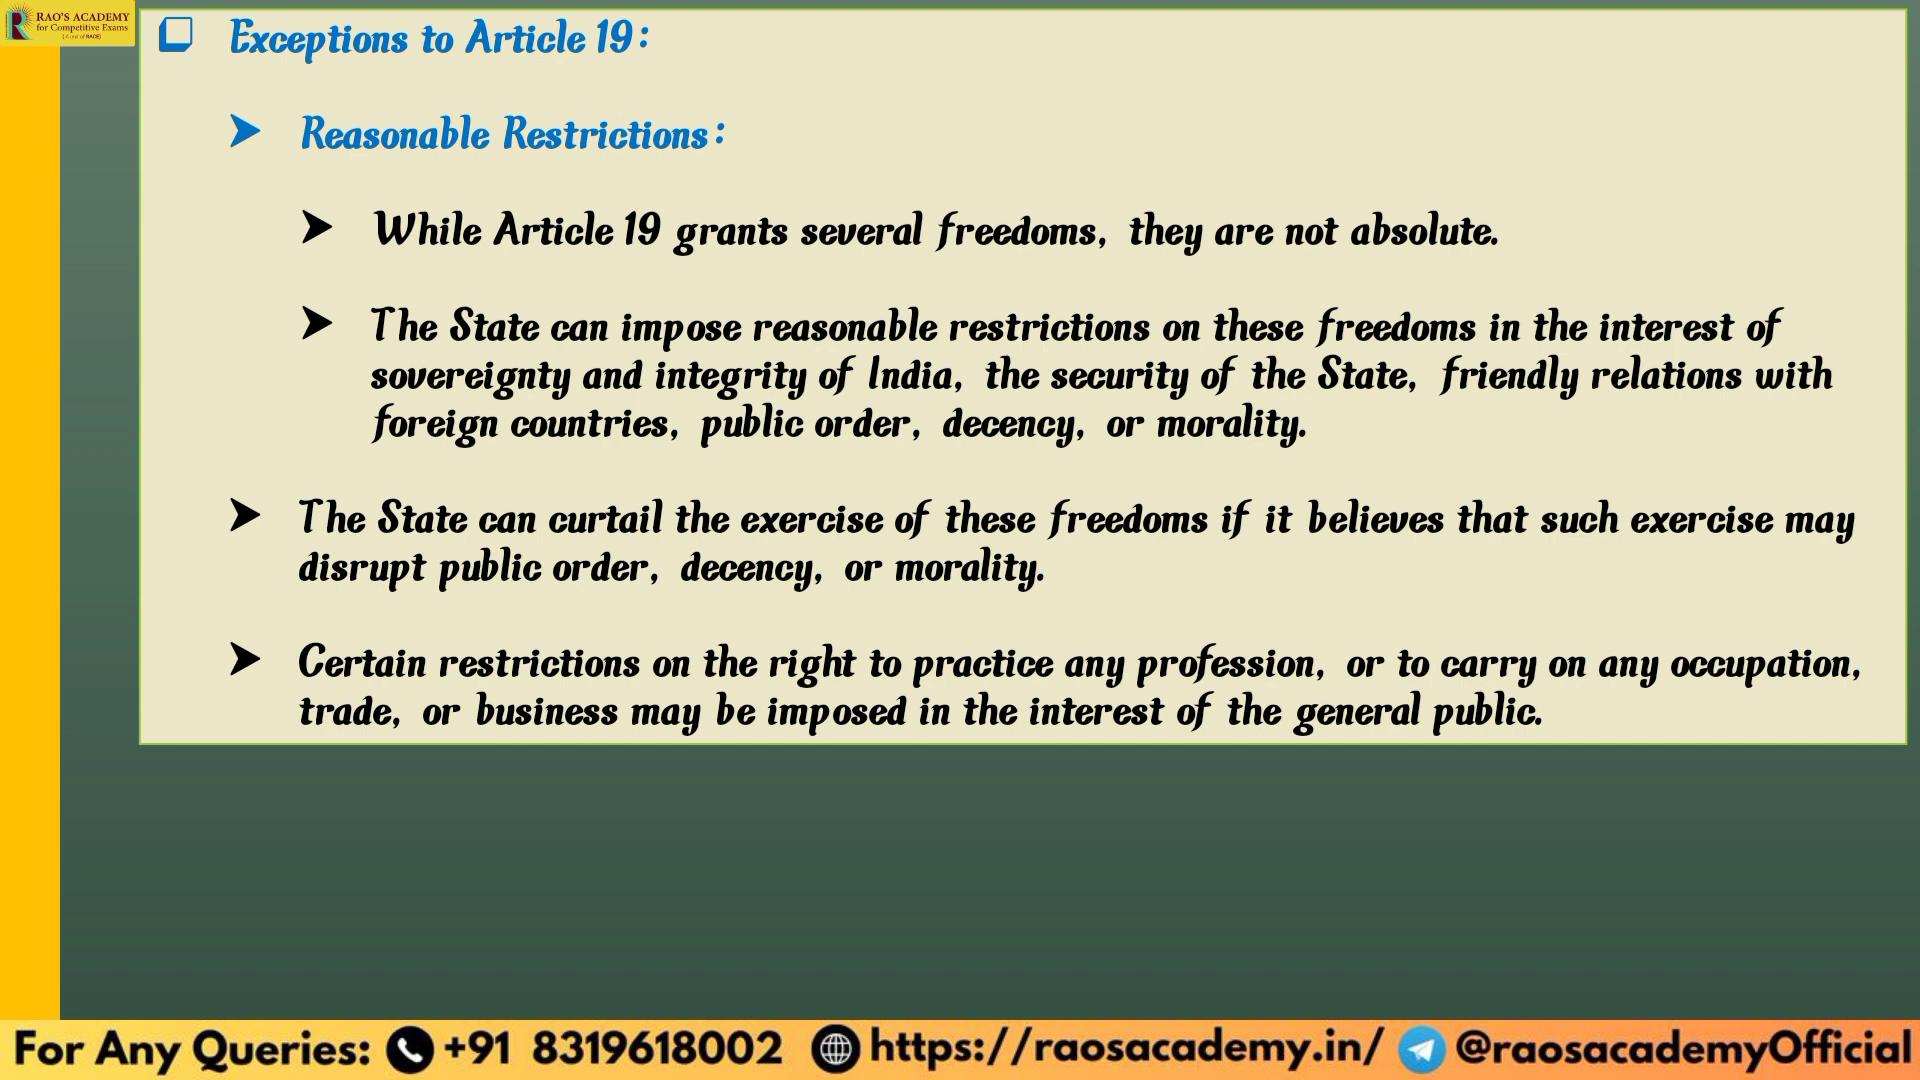 RAO'S ACADEMY
for Competitive Exams
(A unit of RACE)
Exceptions to Article 19:
Reasonable Restrictions:
While Article 19 grants several freedoms, they are not absolute.
The State can impose reasonable restrictions on these freedoms in the interest of
sovereignty and integrity of India, the security of the State, friendly relations with
foreign countries, public order, decency, or morality.
The State can curtail the exercise of these freedoms if it believes that such exercise may
disrupt public order, decency, or morality.
Certain restrictions on the right to practice any profession, or to carry on any occupation,
trade, or business may be imposed in the interest of the general public.
For Any Queries: +91 8319618002 https://raosacademy.in/ @raosacademyOfficial